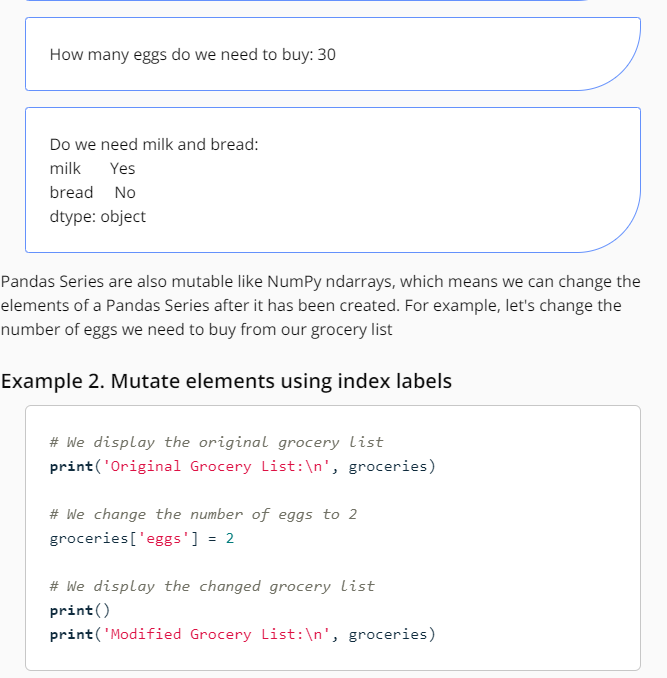 How many eggs do we need to buy: 30
Do we need milk and bread:
milk Yes
bread No
dtype: object
Pandas Series are also mutable like NumPy ndarrays, which means we can change the
elements of a Pandas Series after it has been created. For example, let's change the
number of eggs we need to buy from our grocery list
Example 2. Mutate elements using index labels
# We display the original grocery list
print('Original Grocery List:\n', groceries)
# We change the number of eggs to 2
groceries['eggs'] = 2
# We display the changed grocery list
print()
print('Modified Grocery List:\n', groceries)